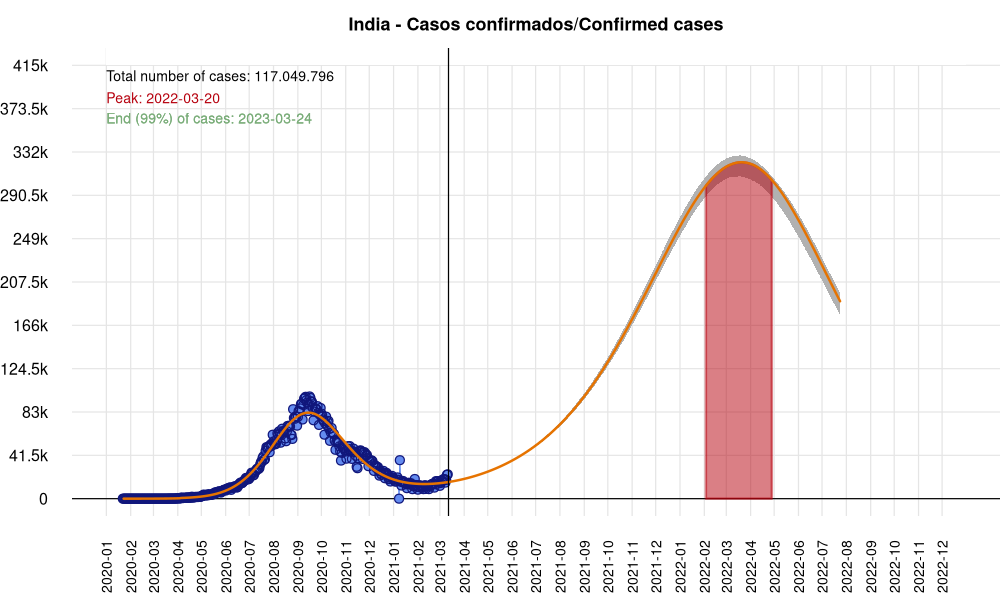 India - Casos confirmados/Confirmed cases
Total number of cases: 117.049.796
Peak: 2022-03-20
End (99%) of cases: 2023-03-24
415k
373.5k
332k
290.5k
249k
207.5k
166k
124.5k
83k
41.5k
0
2020-01
2020-02
2020-03
2020-04
2020-05
2020-06
2020-07
2020-08
2020-09
2020-10
2020-11
2020-12
2021-01
2021-02
2021-03
2021-04
2021-05
2021-06
2021-07
2021-08
2021-09
2021-10
2021-11
2021-12
2022-01
2022-02
2022-03
2022-04
2022-05
2022-06
2022-07
2022-08
2022-09
2022-10
2022-11
2022-12